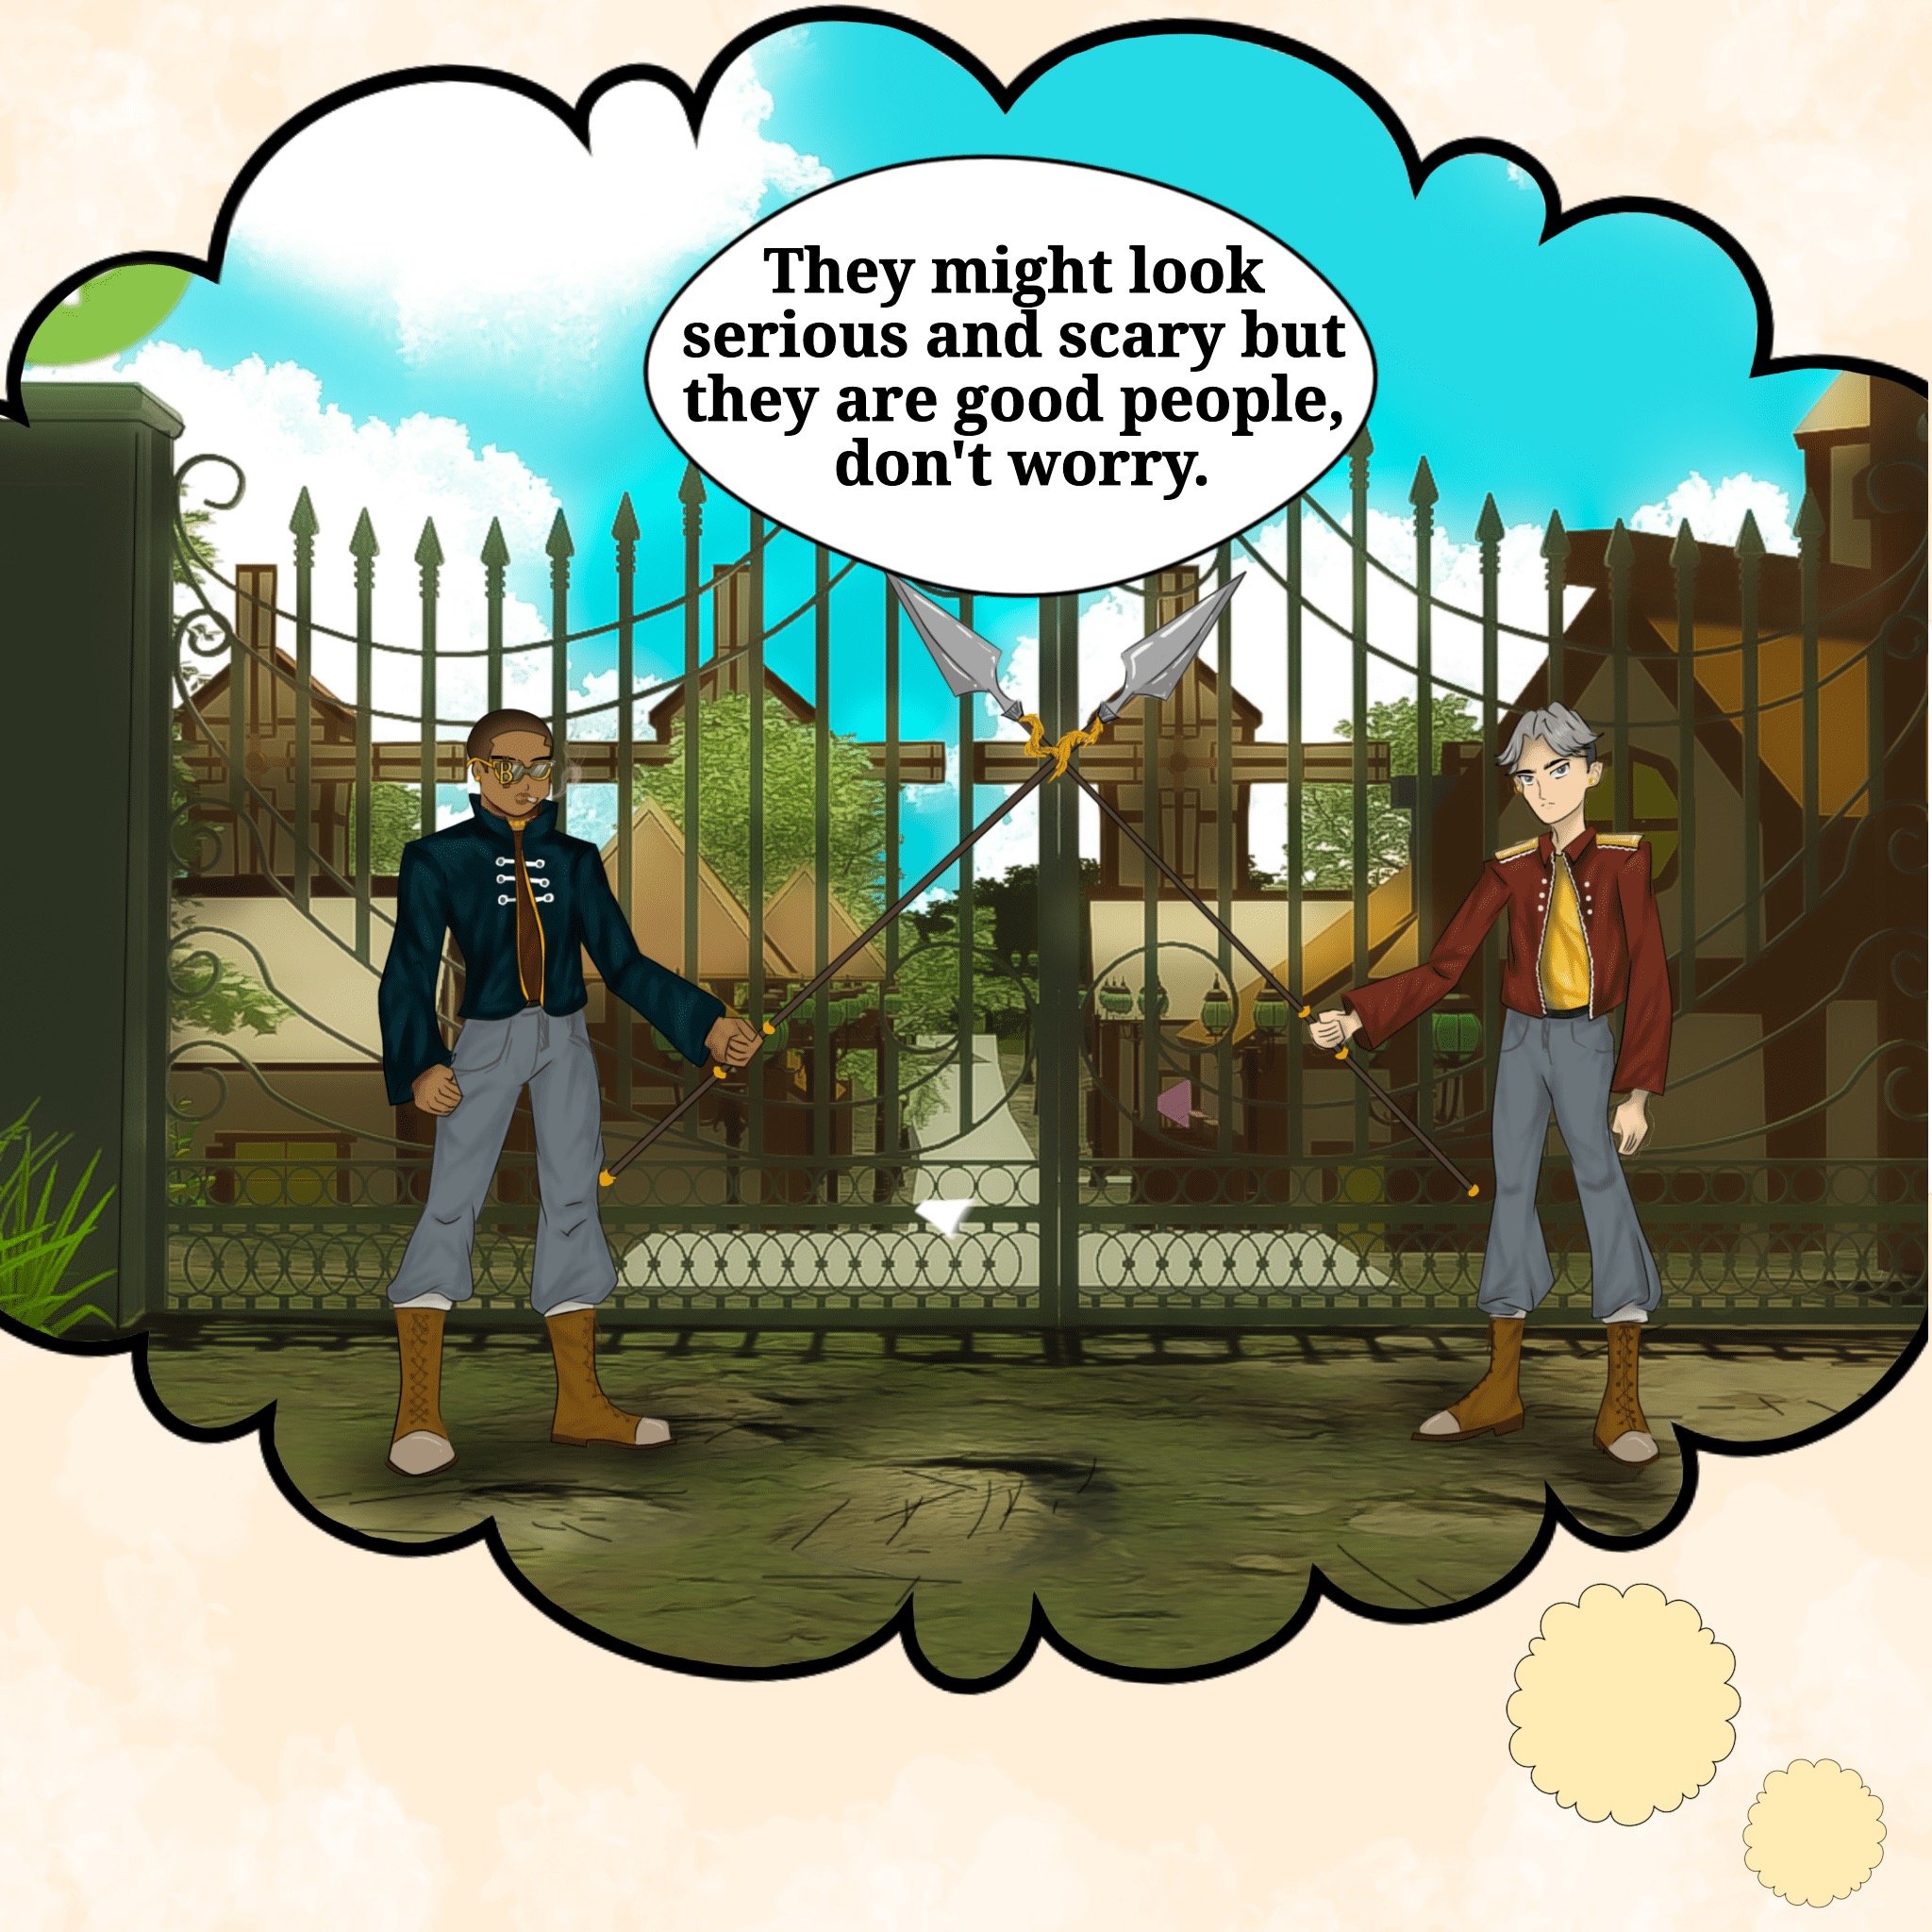 They might look
serious and scary but
they are good people,
don't worry.
B